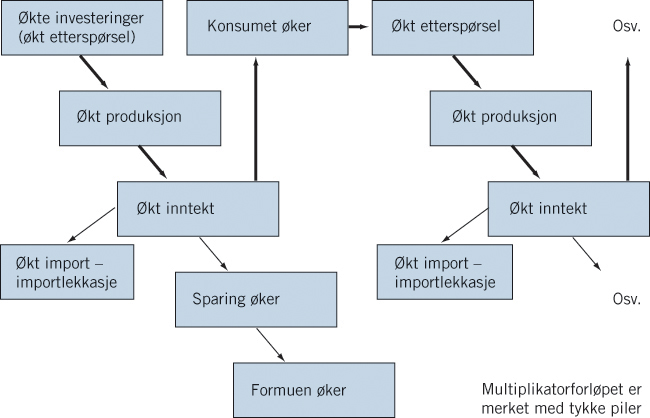 Økte investeringer
(økt etterspørsel)
Konsumet øker
Økt etterspørsel
Osv.
Økt produksjon
Økt produksjon
Økt inntekt
Økt inntekt
Økt import –
importlekkasje
Økt import –
importlekkasje
Sparing øker
Osv.
Formuen øker
Multiplikatorforløpet er
merket med tykke piler